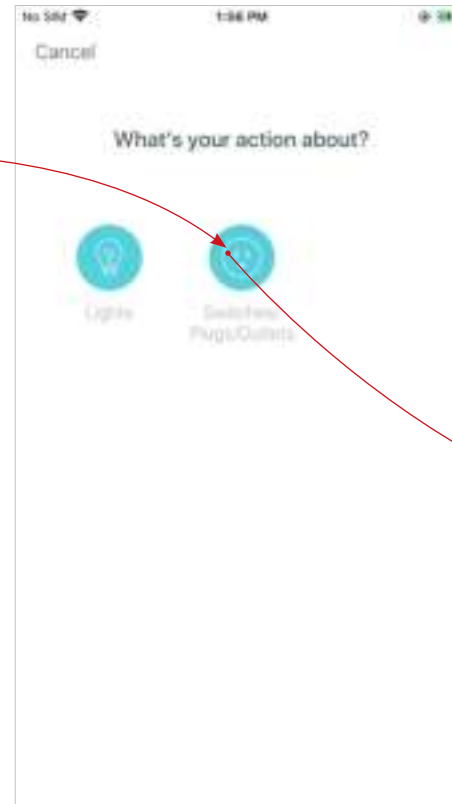 No SIM 1:56 PM
Cancel
What's your action about?
Lights
Switches/
Plugs/Outlets